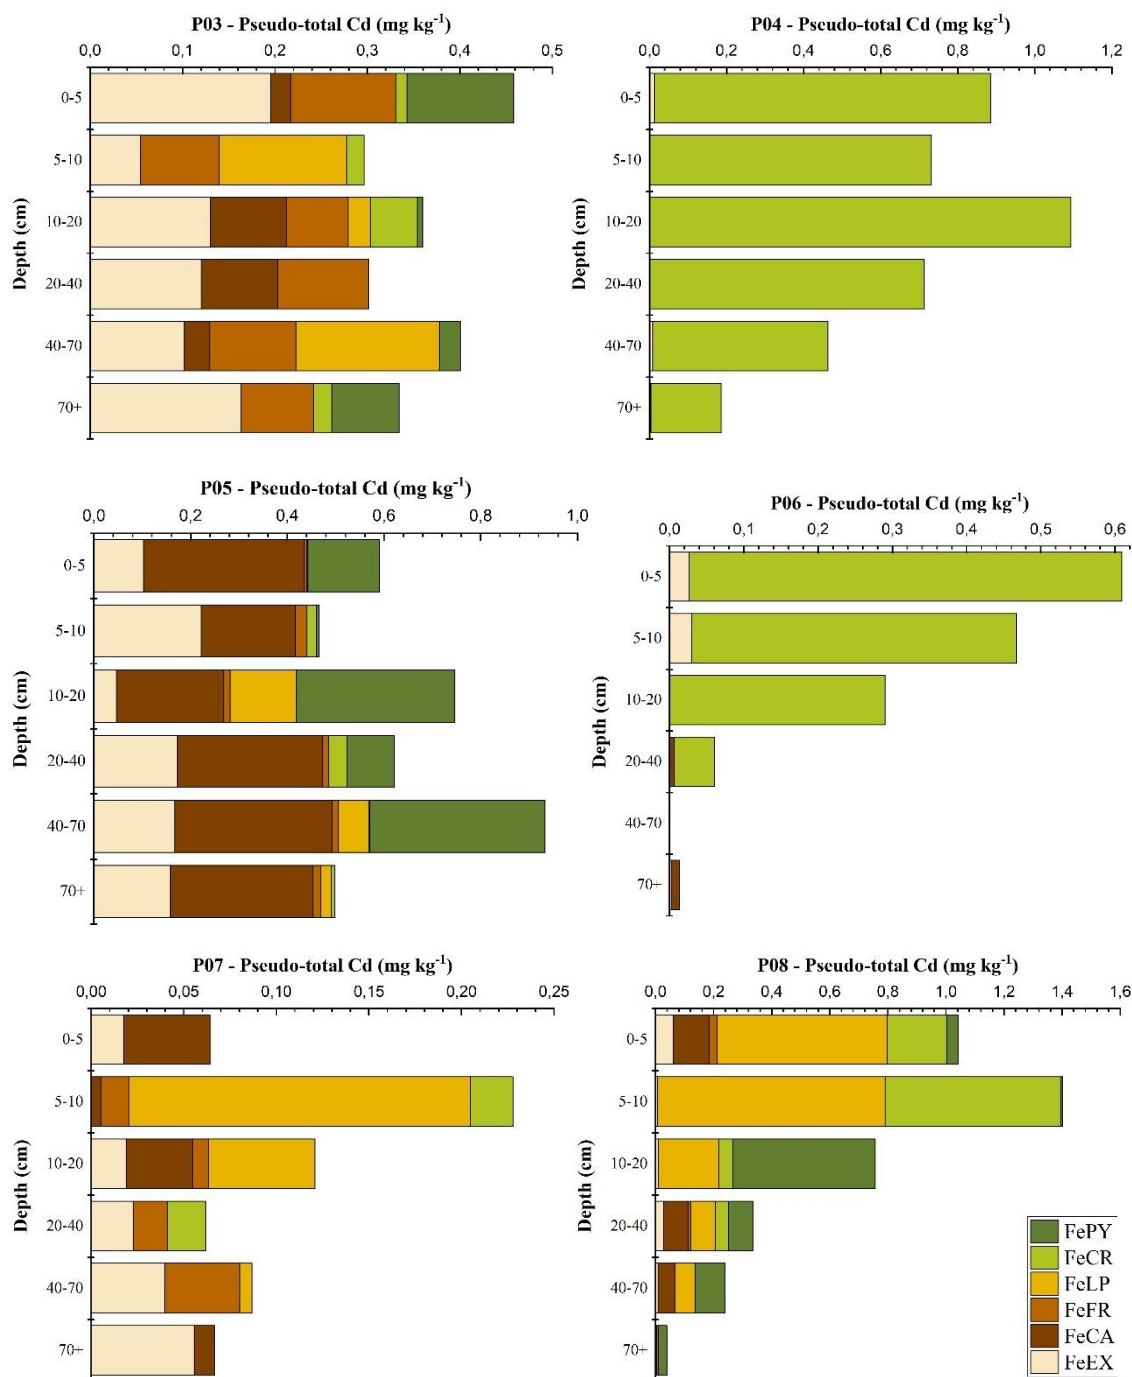 P03 - Pseudo-total Cd (mg kg⁻¹)
0,0 0,1 0,2 0,3 0,4 0,5
Depth (cm)
0-5
5-10
10-20
20-40
40-70
70+
P04 - Pseudo-total Cd (mg kg⁻¹)
0,0 0,2 0,4 0,6 0,8 1,0 1,2
Depth (cm)
0-5
5-10
10-20
20-40
40-70
70+
P05 - Pseudo-total Cd (mg kg⁻¹)
0,0 0,2 0,4 0,6 0,8 1,0
Depth (cm)
0-5
5-10
10-20
20-40
40-70
70+
P06 - Pseudo-total Cd (mg kg⁻¹)
0,0 0,1 0,2 0,3 0,4 0,5 0,6
Depth (cm)
0-5
5-10
10-20
20-40
40-70
70+
P07 - Pseudo-total Cd (mg kg⁻¹)
0,00 0,05 0,10 0,15 0,20 0,25
Depth (cm)
0-5
5-10
10-20
20-40
40-70
70+
P08 - Pseudo-total Cd (mg kg⁻¹)
0,0 0,2 0,4 0,6 0,8 1,0 1,2 1,4 1,6
Depth (cm)
0-5
5-10
10-20
20-40
40-70
70+
FePY
FeCR
FeLP
FeFR
FeCA
FeEX